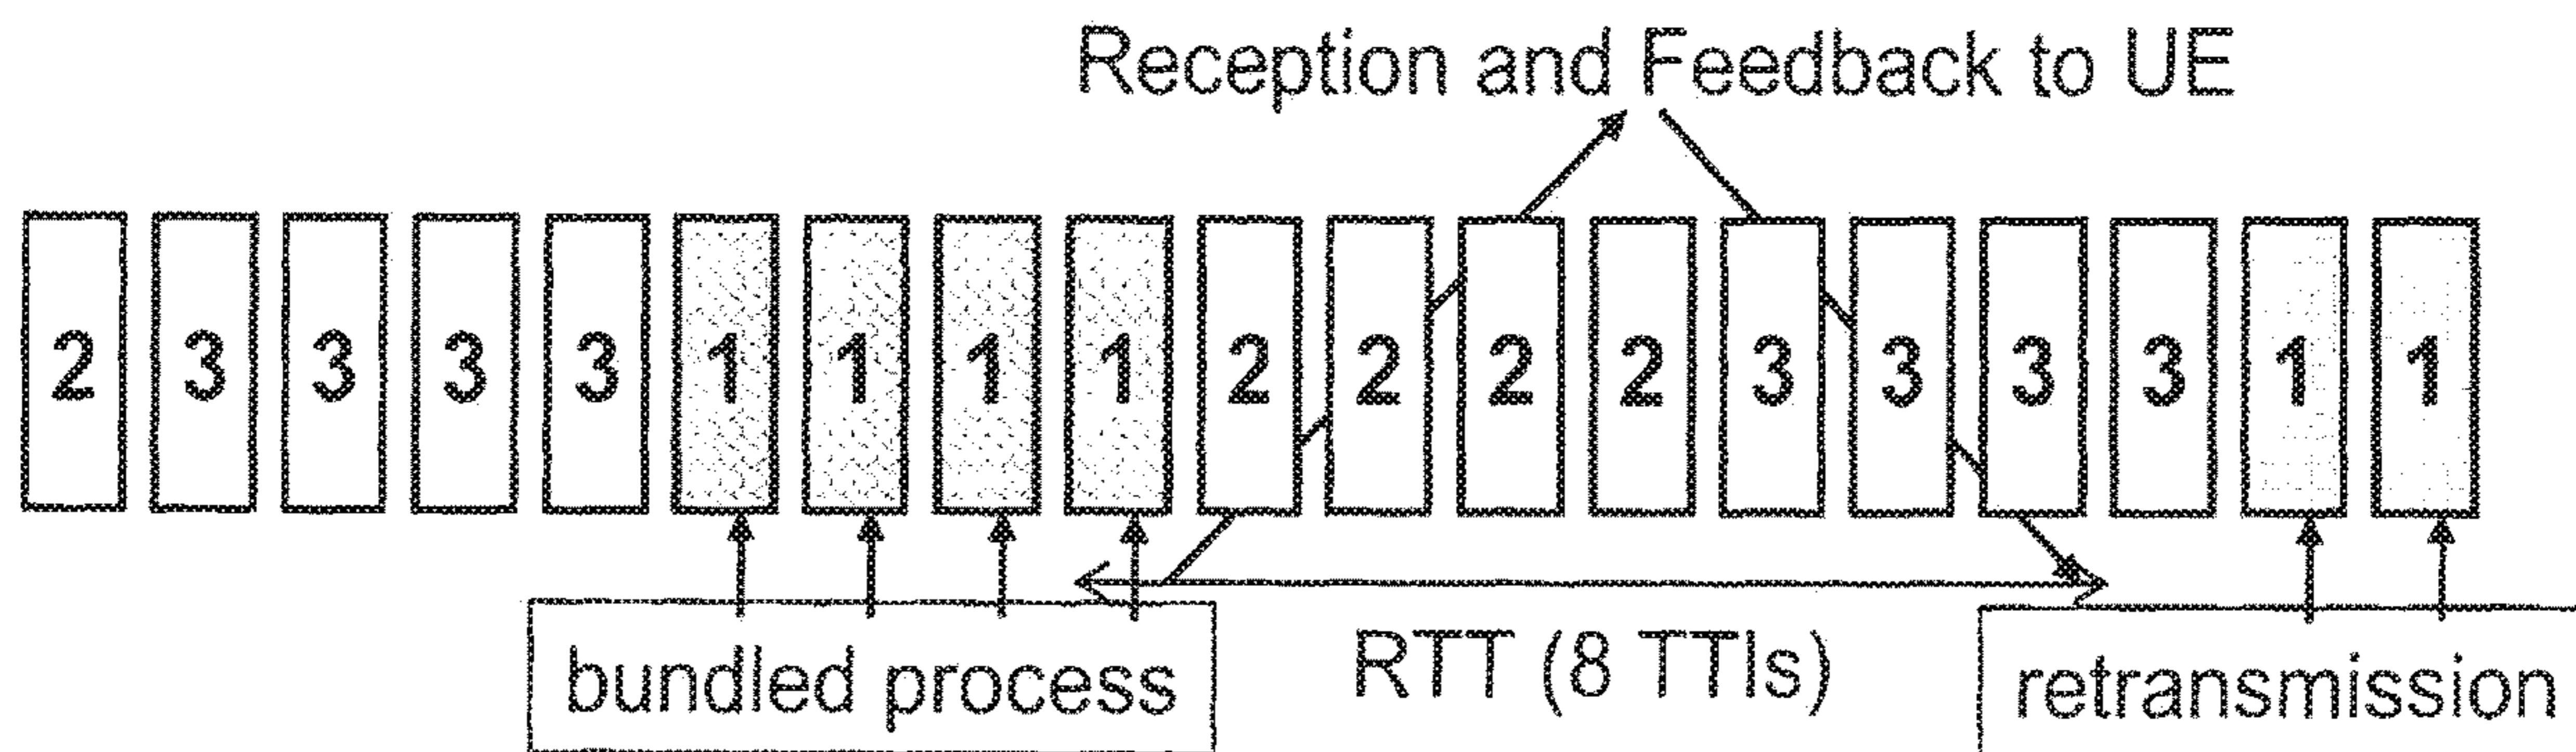 Reception and Feedback to UE
2 3 3 3 3 1 1 1 1 2 2 2 2 3 3 3 3 1 1
bundled process RTT (8 TTIs) retransmission